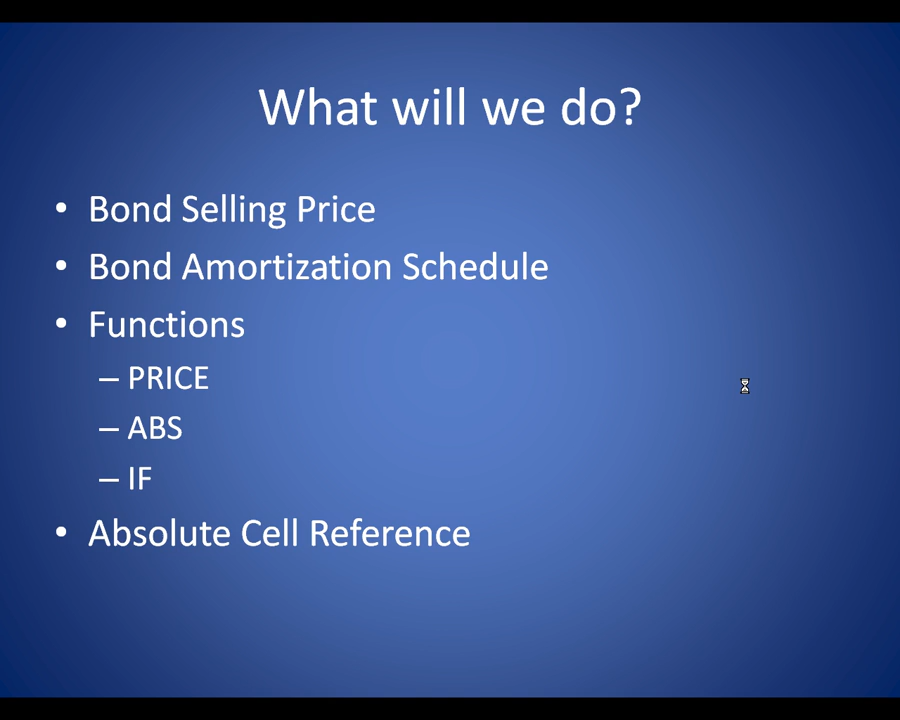 What will we do?
• Bond Selling Price
• Bond Amortization Schedule
• Functions
– PRICE
– ABS
– IF
• Absolute Cell Reference